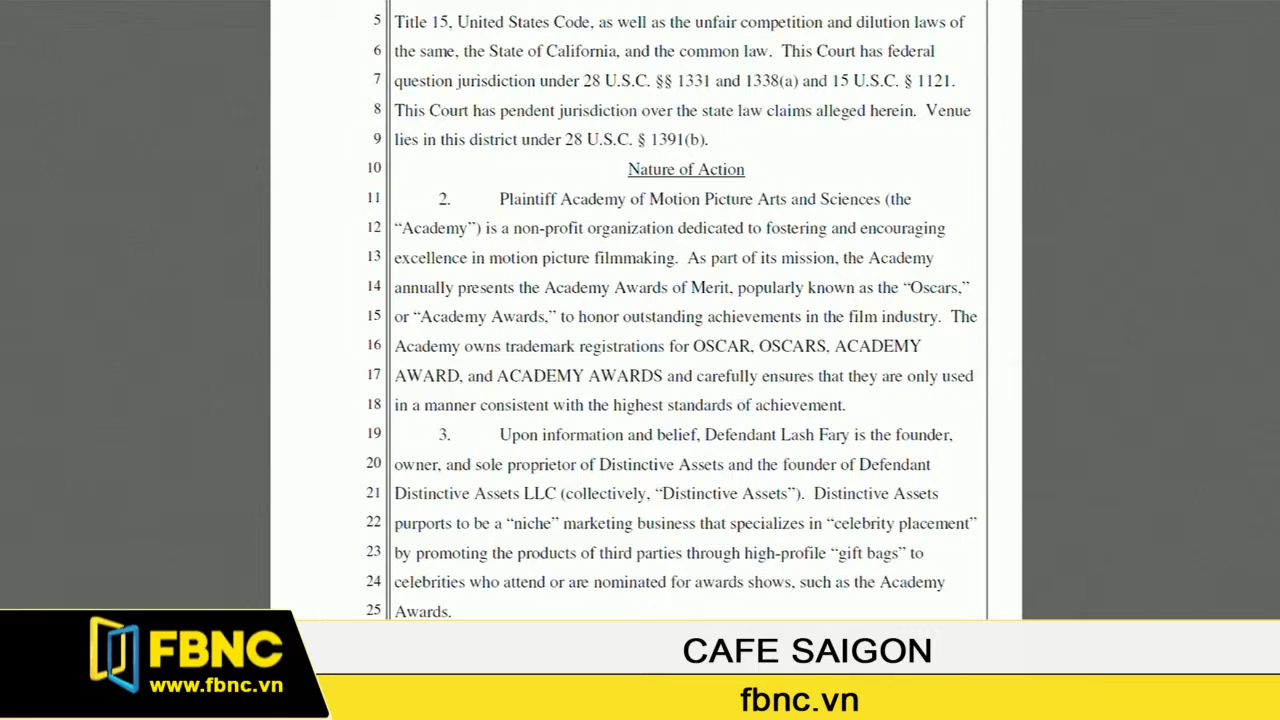 5 Title 15, United States Code, as well as the unfair competition and dilution laws of
6 the same, the State of California, and the common law. This Court has federal
7 question jurisdiction under 28 U.S.C. §§ 1331 and 1338(a) and 15 U.S.C. § 1121.
8 This Court has pendent jurisdiction over the state law claims alleged herein. Venue
9 lies in this district under 28 U.S.C. § 1391(b).
10 Nature of Action
11 2. Plaintiff Academy of Motion Picture Arts and Sciences (the
12 “Academy”) is a non-profit organization dedicated to fostering and encouraging
13 excellence in motion picture filmmaking. As part of its mission, the Academy
14 annually presents the Academy Awards of Merit, popularly known as the “Oscars,”
15 or “Academy Awards,” to honor outstanding achievements in the film industry. The
16 Academy owns trademark registrations for OSCAR, OSCARS, ACADEMY
17 AWARD, and ACADEMY AWARDS and carefully ensures that they are only used
18 in a manner consistent with the highest standards of achievement.
19 3. Upon information and belief, Defendant Lash Fary is the founder,
20 owner, and sole proprietor of Distinctive Assets and the founder of Defendant
21 Distinctive Assets LLC (collectively, “Distinctive Assets”). Distinctive Assets
22 purports to be a “niche” marketing business that specializes in “celebrity placement”
23 by promoting the products of third parties through high-profile “gift bags” to
24 celebrities who attend or are nominated for awards shows, such as the Academy
25 Awards.
FBNC
www.fbnc.vn
CAFE SAIGON
fbnc.vn